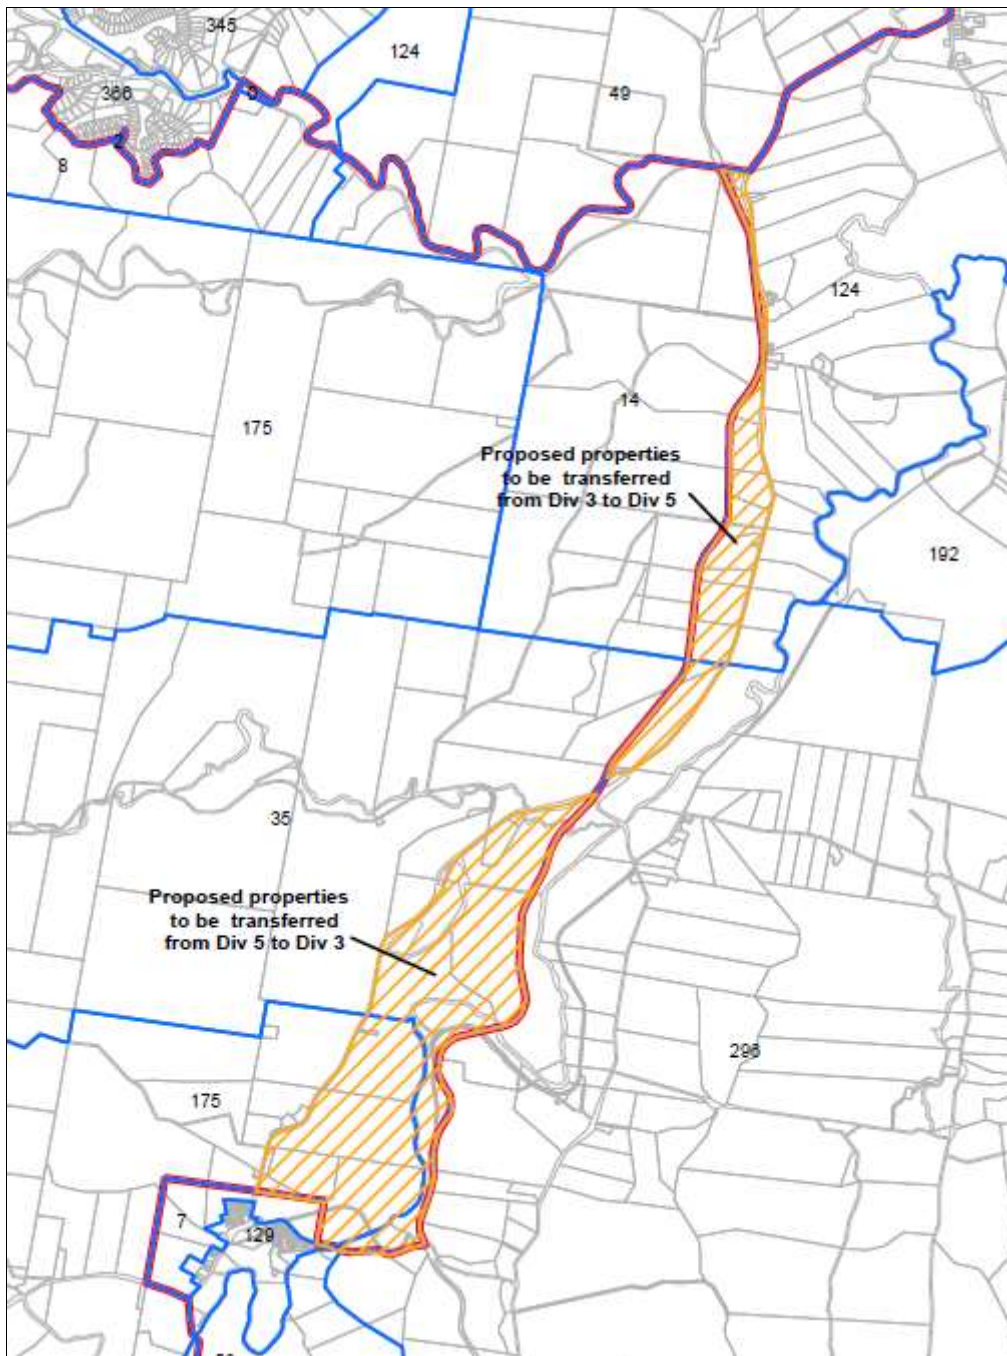 345
124
366
9
49
2
8
124
14
175
Proposed properties
to be transferred
from Div 3 to Div 5
192
35
Proposed properties
to be transferred
from Div 5 to Div 3
296
175
7
129